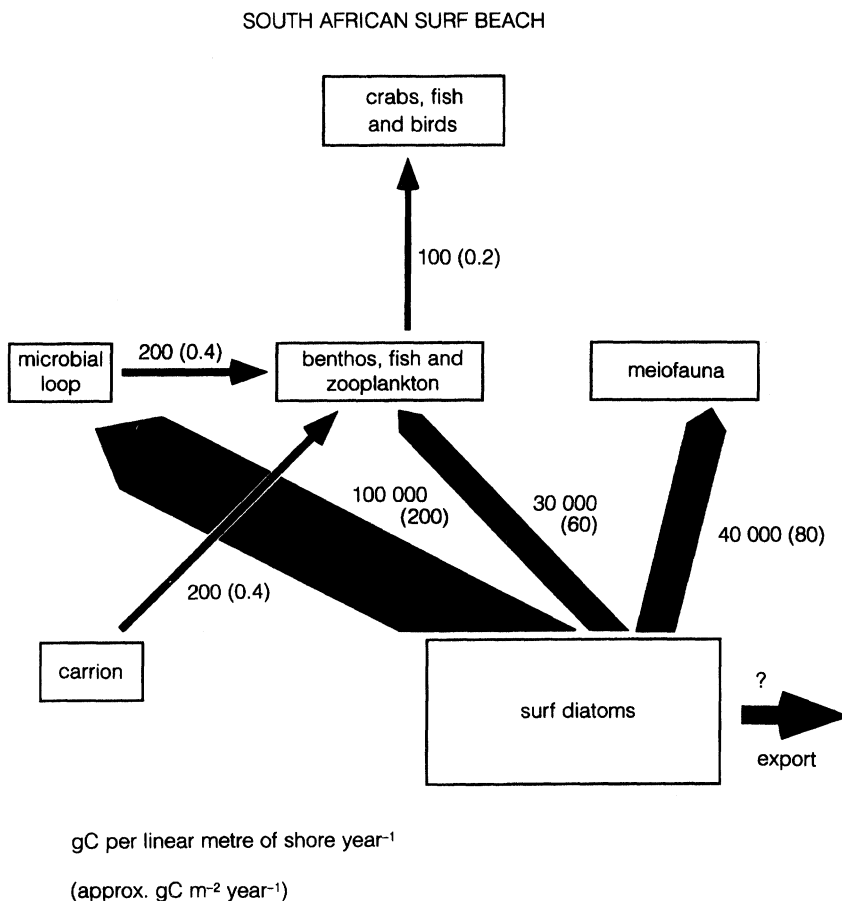 SOUTH AFRICAN SURF BEACH
crabs, fish
and birds
100 (0.2)
microbial
loop
200 (0.4)
benthos, fish and
zooplankton
meiofauna
100 000
(200)
30 000
(60)
40 000 (80)
200 (0.4)
carrion
surf diatoms
?
export
gC per linear metre of shore year⁻¹
(approx. gC m⁻² year⁻¹)